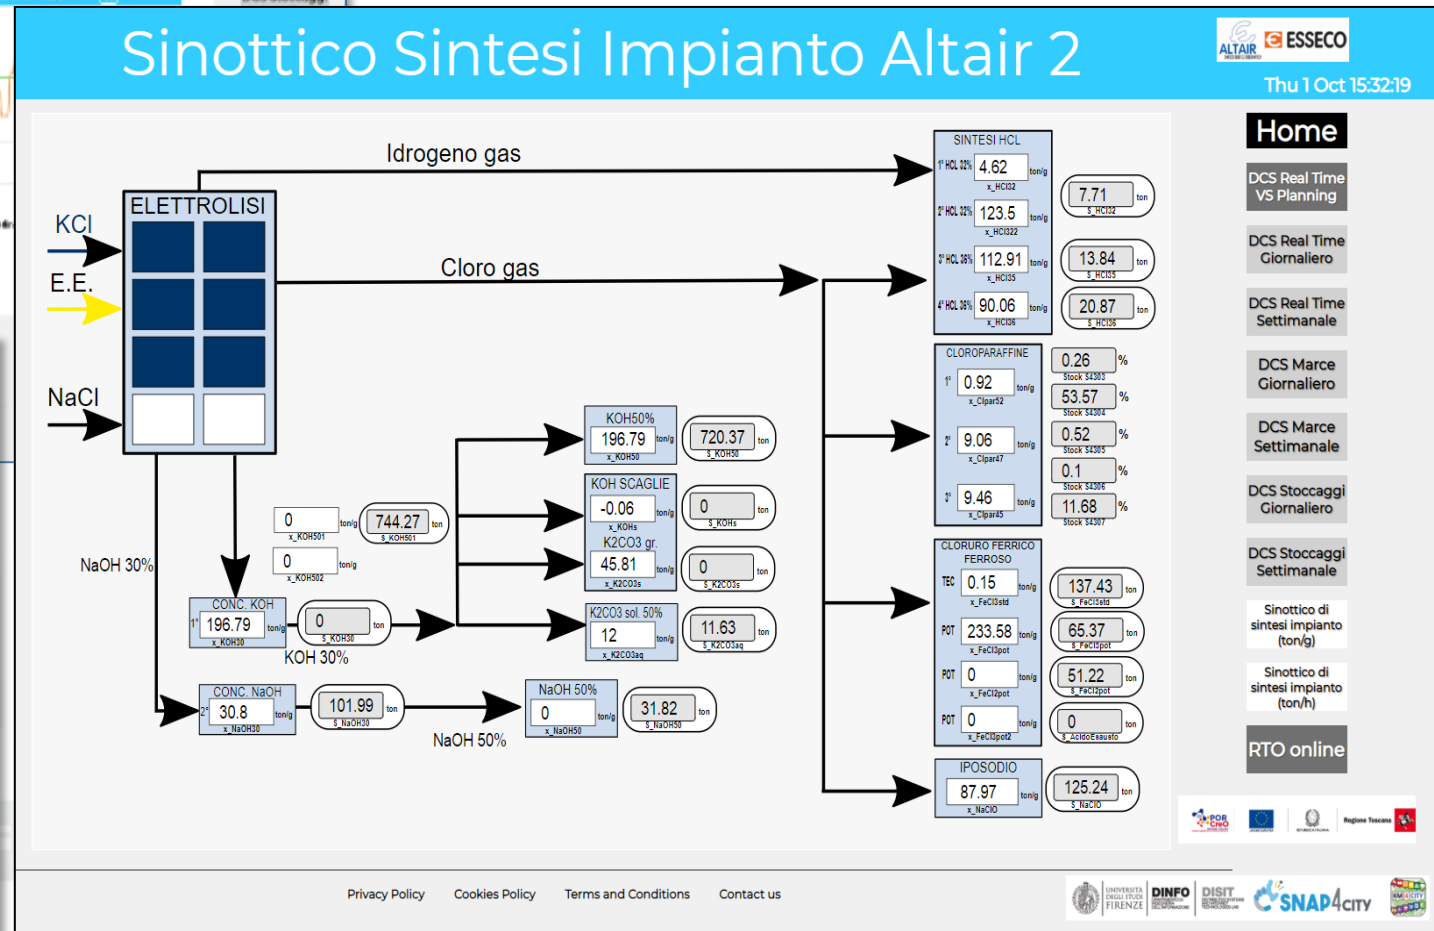 Sinottico Sintesi Impianto Altair 2
ALTAIR
ESSECO
Thu 1 Oct 15:32:19
Idrogeno gas
Cloro gas
KCl
E.E.
NaCl
ELETTROLISI
NaOH 30%
SINTESI HCL
1° HCL 32% 4.62 ton/g
x_HCl32
7.71 ton
S_HCl32
2° HCL 32% 123.5 ton/g
x_HCl322
3° HCL 36% 112.91 ton/g
x_HCl35
13.84 ton
S_HCl35
4° HCL 36% 90.06 ton/g
x_HCl36
20.87 ton
S_HCl36
CLOROPARAFFINE
1° 0.92 ton/g
x_Clpar52
2° 9.06 ton/g
x_Clpar47
3° 9.46 ton/g
x_Clpar45
0.26 %
Stock S4303
53.57 %
Stock S4304
0.52 %
Stock S4305
0.1 %
Stock S4306
11.68 %
Stock S4307
KOH50%
196.79 ton/g
x_KOH50
720.37 ton
S_KOH50
KOH SCAGLIE
-0.06 ton/g
x_KOHs
0 ton
S_KOHs
K2CO3 gr.
45.81 ton/g
x_K2CO3s
0 ton
S_K2CO3s
K2CO3 sol. 50%
12 ton/g
x_K2CO3aq
11.63 ton
S_K2CO3aq
0 ton/g
x_KOH501
744.27 ton
S_KOH501
0 ton/g
x_KOH502
CONC. KOH
1° 196.79 ton/g
x_KOH30
0 ton
S_KOH30
KOH 30%
CONC. NaOH
2° 30.8 ton/g
x_NaOH30
101.99 ton
S_NaOH30
NaOH 50%
NaOH 50%
0 ton/g
x_NaOH50
31.82 ton
S_NaOH50
CLORURO FERRICO
FERROSO
TEC 0.15 ton/g
x_FeCl3std
137.43 ton
S_FeCl3std
POT 233.58 ton/g
x_FeCl3pot
65.37 ton
S_FeCl3pot
POT 0 ton/g
x_FeCl2pot
51.22 ton
S_FeCl2pot
POT 0 ton/g
x_FeCl3pot2
0 ton
S_AcidoEsausto
IPOSODIO
87.97 ton/g
x_NaClO
125.24 ton
S_NaClO
Home
DCS Real Time
VS Planning
DCS Real Time
Giornaliero
DCS Real Time
Settimanale
DCS Marce
Giornaliero
DCS Marce
Settimanale
DCS Stoccaggi
Giornaliero
DCS Stoccaggi
Settimanale
Sinottico di
sintesi impianto
(ton/g)
Sinottico di
sintesi impianto
(ton/h)
RTO online
POR
CreO
Regione Toscana
Privacy Policy
Cookies Policy
Terms and Conditions
Contact us
UNIVERSITÀ
DEGLI STUDI
FIRENZE
DINFO
DISIT
SNAP4CITY